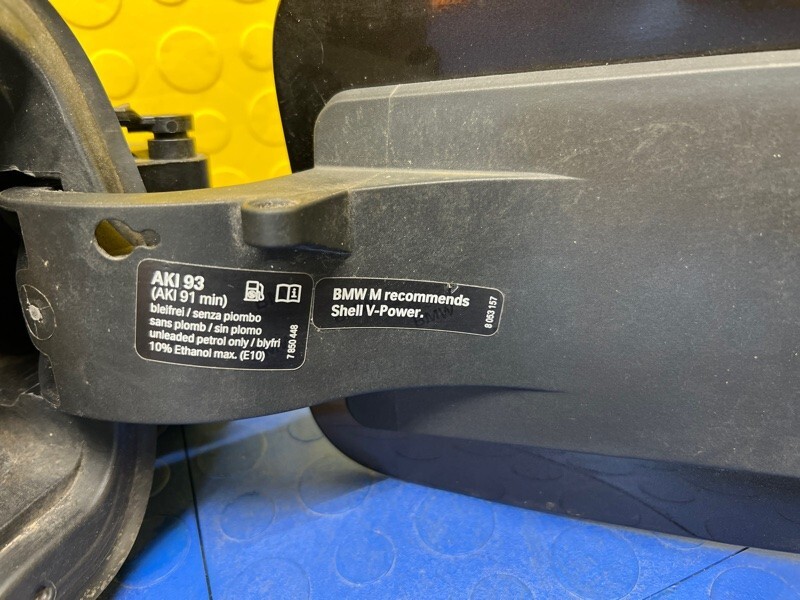 AKI 93
(AKI 91 min)
bleifrei / senza piombo
sans plomb / sin plomo
unleaded petrol only / blyfri
10% Ethanol max. (E10)
7 850 448
BMW M recommends
Shell V-Power.
8 053 157
BMW